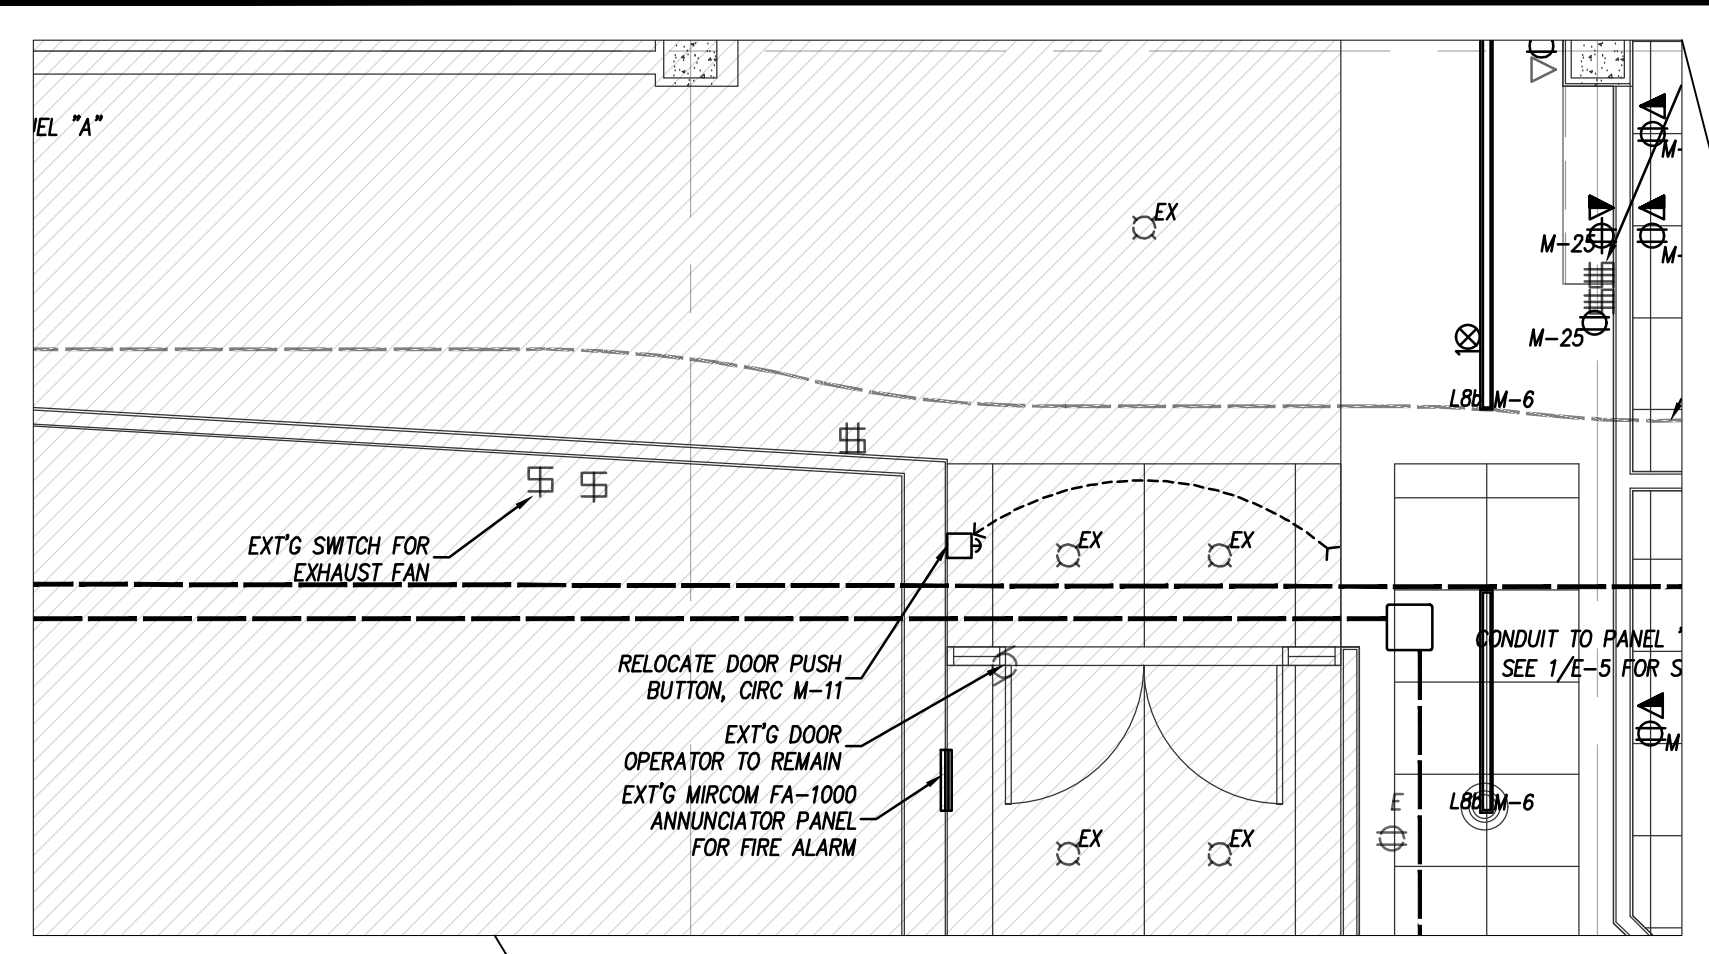 "A"
EX
M-
M-25
M-
M-25
L8b M-6
EXT'G SWITCH FOR
EXHAUST FAN
EX
EX
RELOCATE DOOR PUSH
BUTTON, CIRC M-11
CONDUIT TO PANEL
SEE 1/E-5 FOR S
EXT'G DOOR
OPERATOR TO REMAIN
M
EXT'G MIRCOM FA-1000
ANNUNCIATOR PANEL
FOR FIRE ALARM
E
L8b M-6
EX
EX